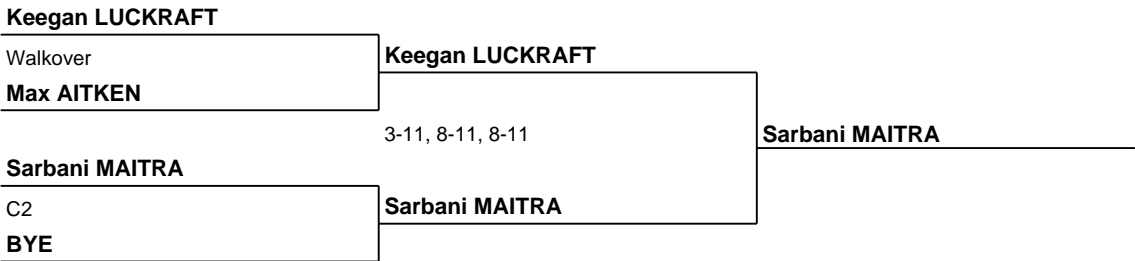 Keegan LUCKRAFT
Walkover
Keegan LUCKRAFT
Max AITKEN
3-11, 8-11, 8-11
Sarbani MAITRA
Sarbani MAITRA
C2
Sarbani MAITRA
BYE